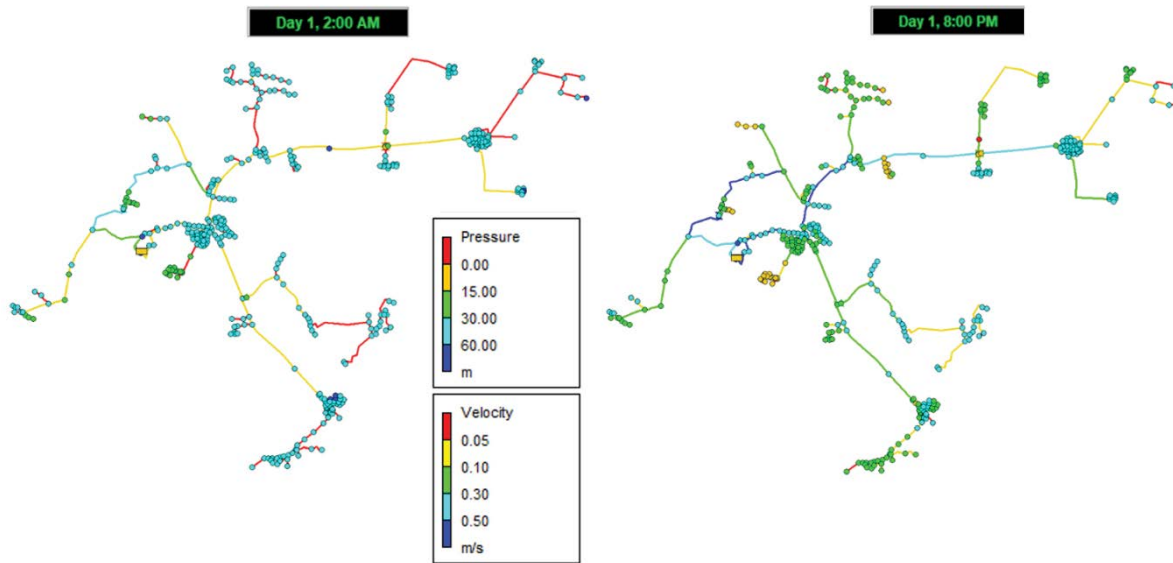 Day 1, 2:00 AM
Day 1, 8:00 PM
Pressure
0.00
15.00
30.00
60.00
m
Velocity
0.05
0.10
0.30
0.50
m/s